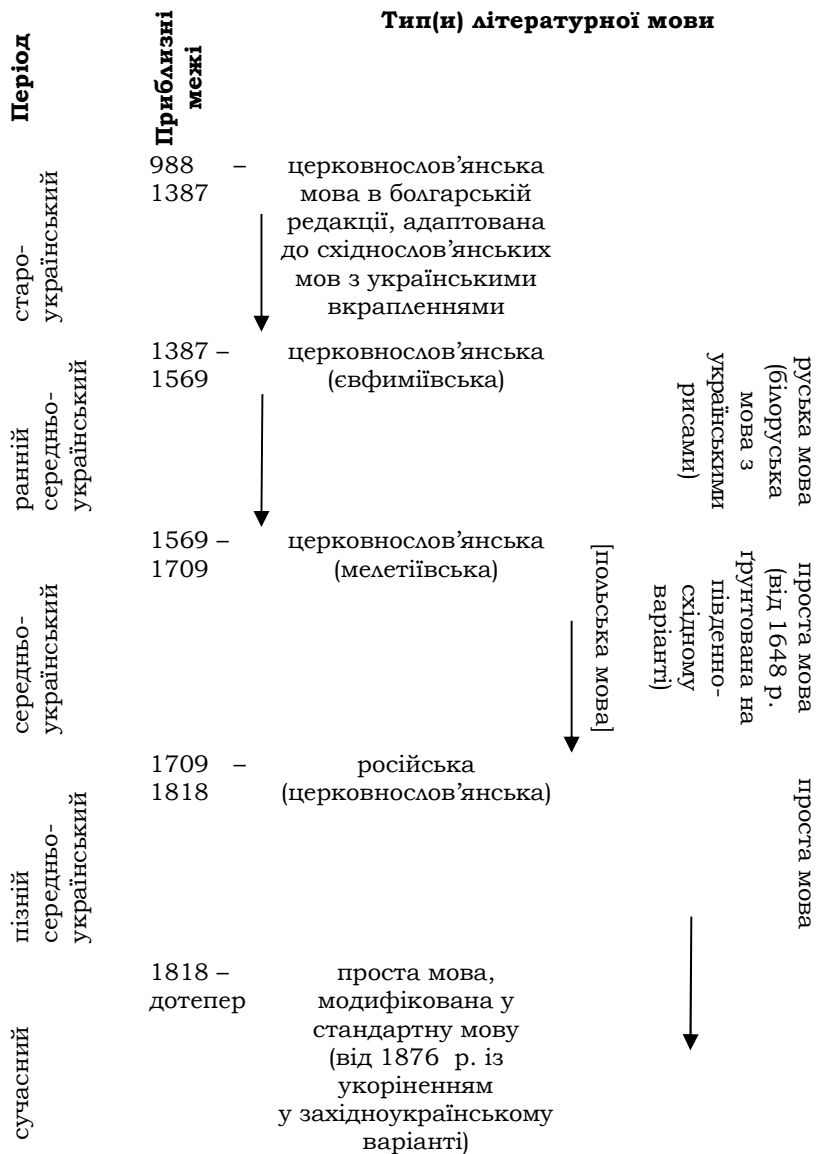 Період
Приблизні
межі
Тип(и) літературної мови
старо-
український
988 –
1387
церковнослов’янська
мова в болгарській
редакції, адаптована
до східнослов’янських
мов з українськими
вкрапленнями
ранній
середньо-
український
1387 –
1569
церковнослов’янська
(євфиміївська)
руська мова
(білоруська
мова з
українськими
рисами)
середньо-
український
1569 –
1709
церковнослов’янська
(мелетіївська)
[польська мова]
проста мова
(від 1648 р.
ґрунтована на
південно-
східному
варіанті)
пізній
середньо-
український
1709 –
1818
російська
(церковнослов’янська)
проста мова
сучасний
1818 –
дотепер
проста мова,
модифікована у
стандартну мову
(від 1876 р. із
укоріненням
у західноукраїнському
варіанті)